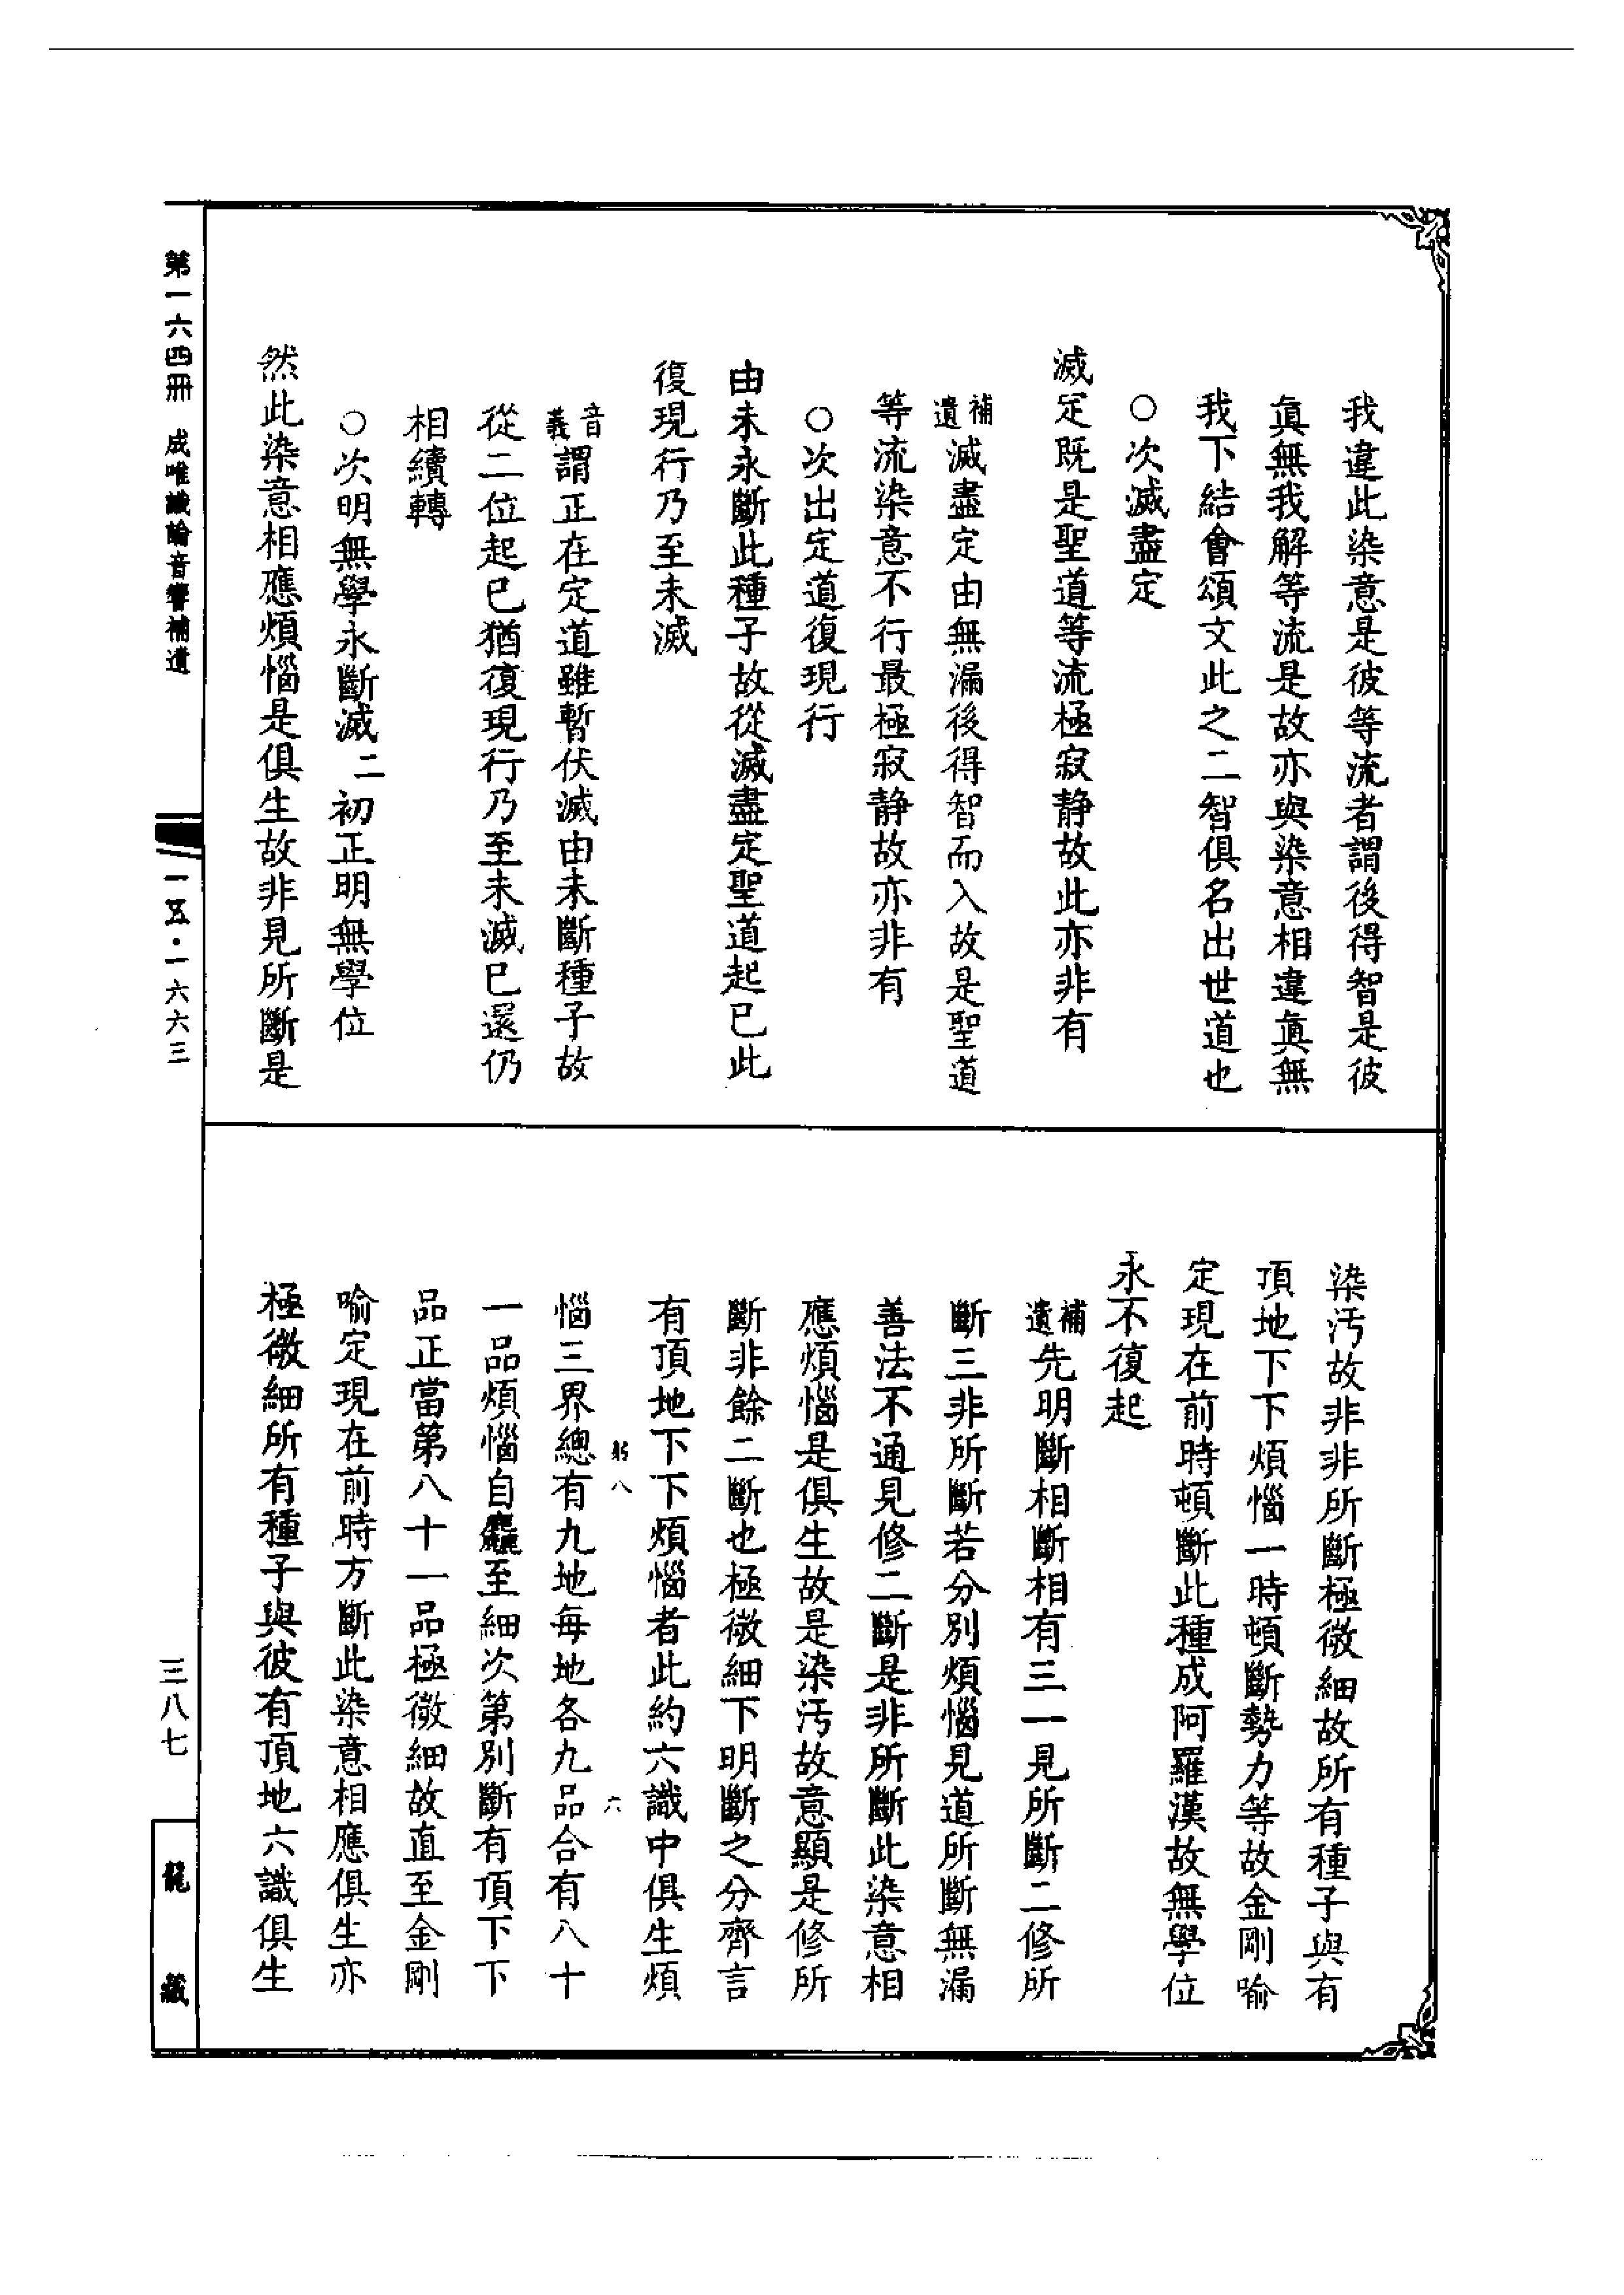 我違此染意是彼等流者謂後得智是彼
真無我解等流是故亦與染意相違真無
我下結會頌文此之二智俱名出世道也
○次滅盡定
滅定既是聖道等流極寂静故此亦非有
補遺滅盡定由無漏後得智而入故是聖道
等流染意不行最極寂静故亦非有
○次出定道復現行
由未永斷此種子故從滅盡定聖道起已此
復現行乃至未滅
音義謂正在定道雖暫伏滅由未斷種子故
從二位起已猶復現行乃至未滅已還仍
相續轉
○次明無學永斷滅二初正明無學位
然此染意相應煩惱是俱生故非見所斷是
染污故非非所斷極微細故所有種子與有
頂地下下煩惱一時頓斷勢力等故金剛喻
定現在前時頓斷此種成阿羅漢故無學位
永不復起
補遺先明斷相斷相有三一見所斷二修所
斷三非所斷若分別煩惱見道所斷無漏
善法不通見修二斷是非所斷此染意相
應煩惱是俱生故是染污故意顯是修所
斷非餘二斷也極微細下明斷之分齊言
有頂地下下煩惱者此約六識中俱生煩
躬八 六
惱三界總有九地每地各九品合有八十
一品煩惱自麤至細次第別斷有頂下下
品正當第八十一品極微細故直至金剛
喻定現在前時方斷此染意相應俱生亦
極微細所有種子與彼有頂地六識俱生
第一六四冊 成唯識論音響補遺
一五·一六六三
三八七
龍藏